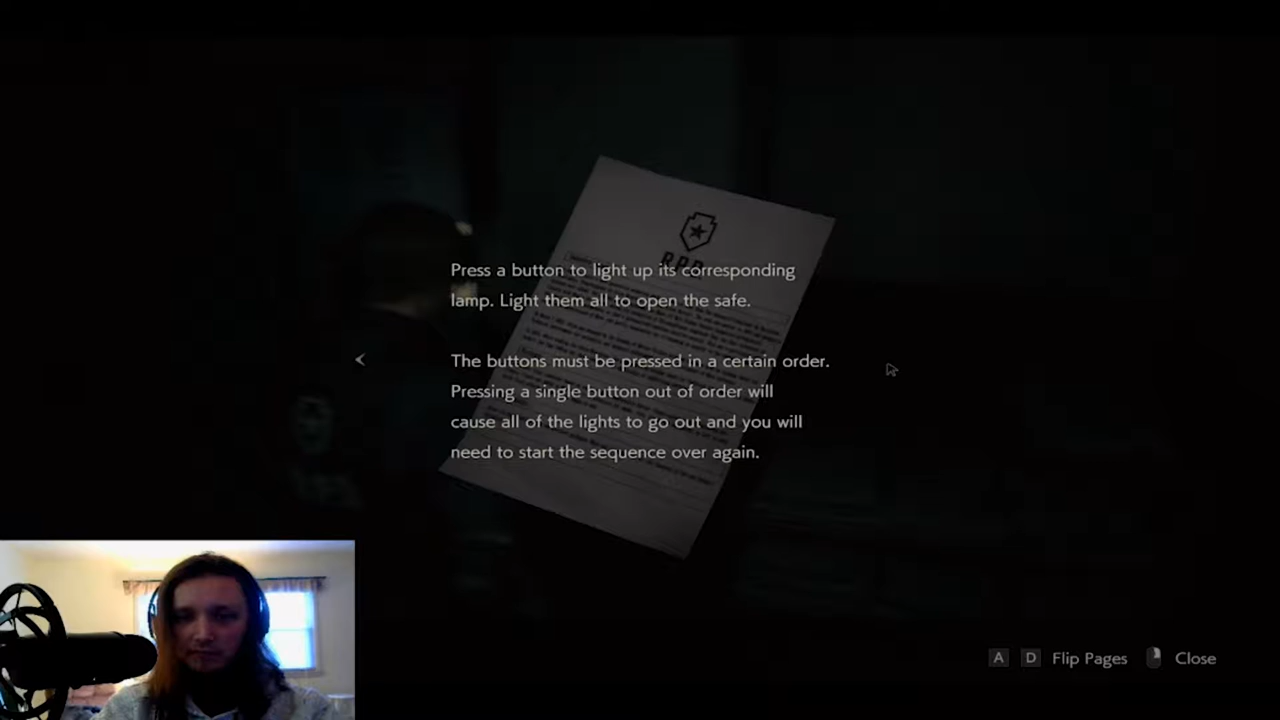 R.P.D.
Press a button to light up its corresponding
lamp. Light them all to open the safe.
<
The buttons must be pressed in a certain order.
Pressing a single button out of order will
cause all of the lights to go out and you will
need to start the sequence over again.
A D Flip Pages Close